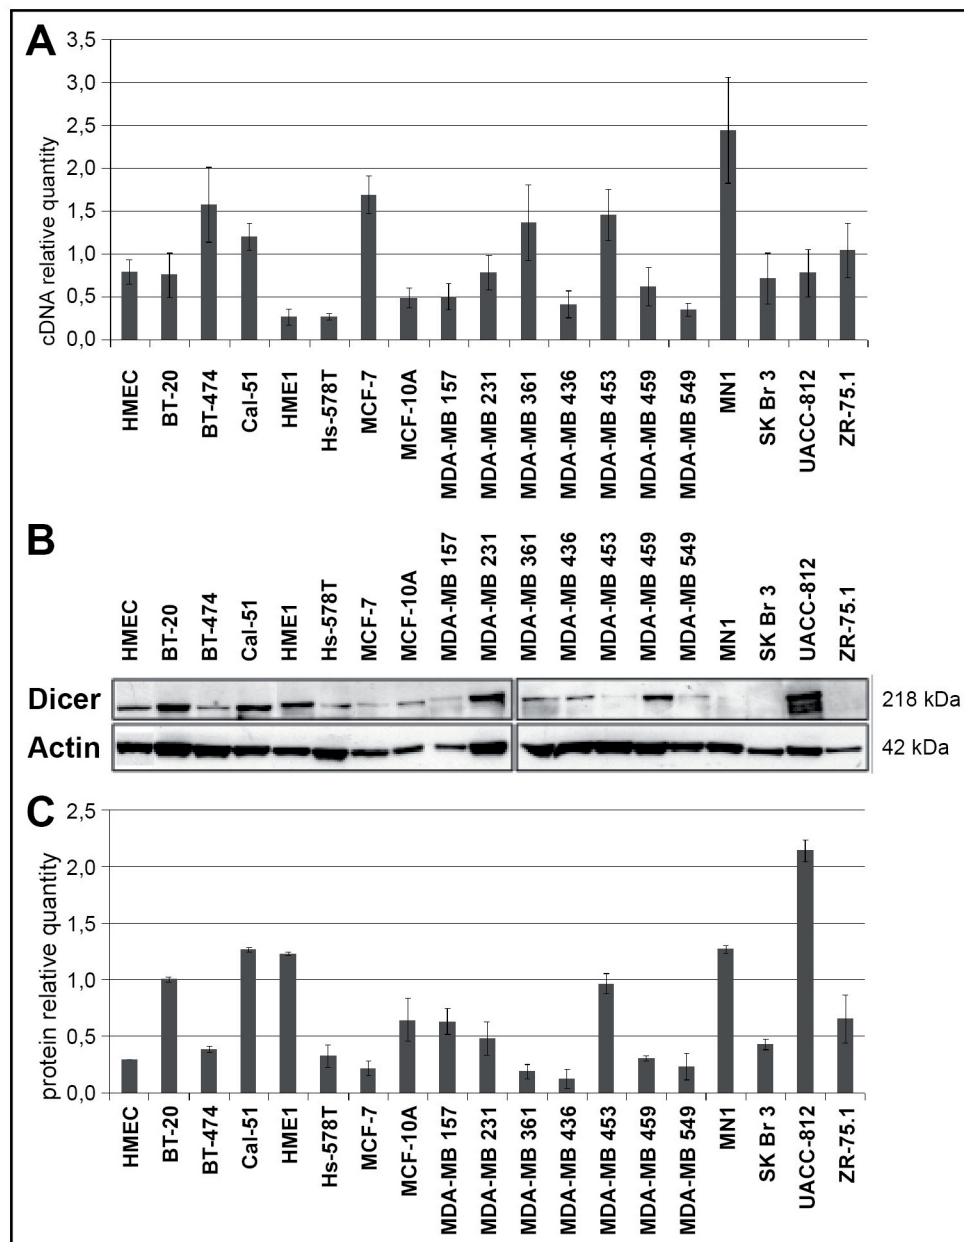 A
cDNA relative quantity
3,5
3,0
2,5
2,0
1,5
1,0
0,5
0,0
HMEC
BT-20
BT-474
Cal-51
HME1
Hs-578T
MCF-7
MCF-10A
MDA-MB 157
MDA-MB 231
MDA-MB 361
MDA-MB 436
MDA-MB 453
MDA-MB 459
MDA-MB 549
MN1
SK Br 3
UACC-812
ZR-75.1
B
HMEC
BT-20
BT-474
Cal-51
HME1
Hs-578T
MCF-7
MCF-10A
MDA-MB 157
MDA-MB 231
MDA-MB 361
MDA-MB 436
MDA-MB 453
MDA-MB 459
MDA-MB 549
MN1
SK Br 3
UACC-812
ZR-75.1
Dicer 218 kDa
Actin 42 kDa
C
protein relative quantity
2,5
2,0
1,5
1,0
0,5
0,0
HMEC
BT-20
BT-474
Cal-51
HME1
Hs-578T
MCF-7
MCF-10A
MDA-MB 157
MDA-MB 231
MDA-MB 361
MDA-MB 436
MDA-MB 453
MDA-MB 459
MDA-MB 549
MN1
SK Br 3
UACC-812
ZR-75.1